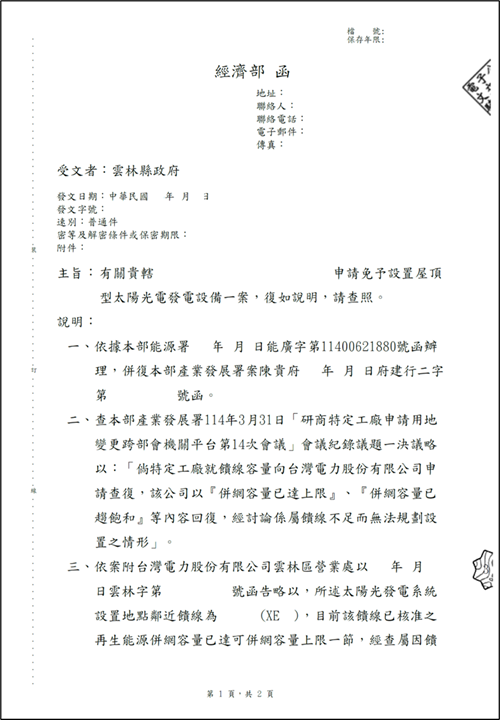 檔　　號:
保存年限:
經濟部 函
地址：
聯絡人：
聯絡電話：
電子郵件：
傳真：
受文者：雲林縣政府
發文日期：中華民國　　年　月　日
發文字號：
速別：普通件
密等及解密條件或保密期限：
附件：
主旨：有關貴轄　　　　　　　　　　　　申請免予設置屋頂
型太陽光電發電設備一案，復如說明，請查照。
說明：
一、依據本部能源署　　年　月　日能廣字第11400621880號函辦
理，併復本部產業發展署案陳貴府　　年　月　日府建行二字
第　　　　　　號函。
二、查本部產業發展署114年3月31日「研商特定工廠申請用地
變更跨部會機關平台第14次會議」會議紀錄議題一決議略
以：「倘特定工廠就饋線容量向台灣電力股份有限公司申
請查復，該公司以『併網容量已達上限』、『併網容量已
趨飽和』等內容回復，經討論係屬饋線不足而無法規劃設
置之情形」。
三、依案附台灣電力股份有限公司雲林區營業處以　　年　月
日雲林字第　　　　　　號函告略以，所述太陽光發電系統
設置地點鄰近饋線為　　　　(XE　)，目前該饋線已核准之
再生能源併網容量已達可併網容量上限一節，經查屬因饋
裝
訂
線
第 1 頁，共 2 頁